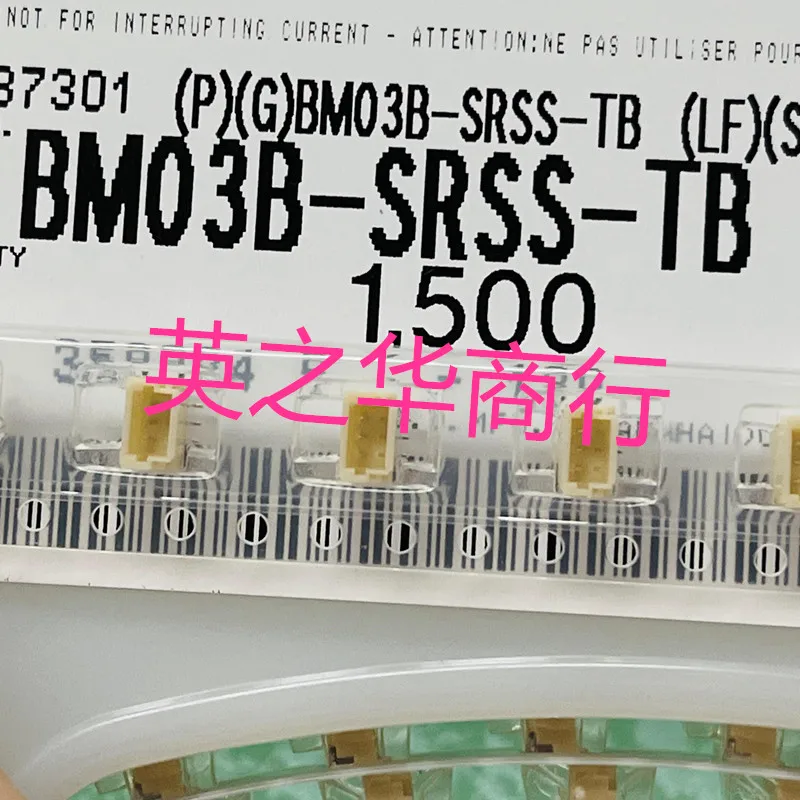 NOT FOR INTERRUPTING CURRENT - ATTENTION:NE PAS UTILISER POUR
37301 (P)(G)BM03B-SRSS-TB (LF)(S
BM03B-SRSS-TB
TY
1,500
英之华商行